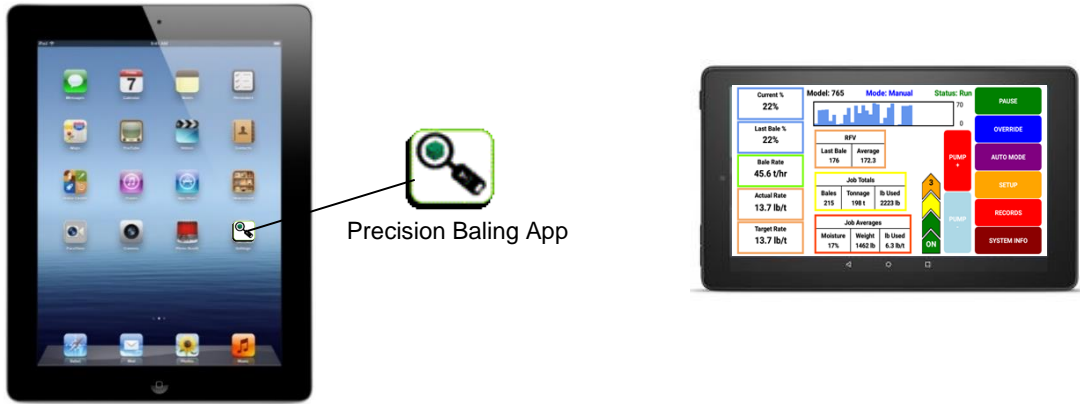 7
Precision Baling App
Current %
22%
Last Bale %
22%
Bale Rate
45.6 t/hr
Actual Rate
13.7 lb/t
Target Rate
13.7 lb/t
Model: 765 Mode: Manual Status: Run
70
0
RFV
Last Bale Average
176 172.3
Job Totals
Bales Tonnage lb Used
215 198 t 2223 lb
Job Averages
Moisture Weight lb Used
17% 1462 lb 6.3 lb/t
3
ON
PUMP
+
PUMP
-
PAUSE
OVERRIDE
AUTO MODE
SETUP
RECORDS
SYSTEM INFO